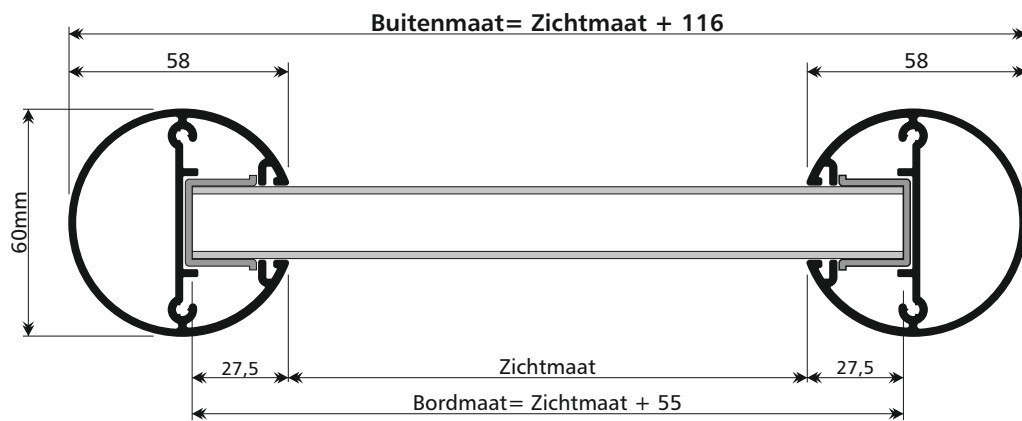 Buitenmaat= Zichtmaat + 116
58
58
60mm
27,5
Zichtmaat
27,5
Bordmaat= Zichtmaat + 55